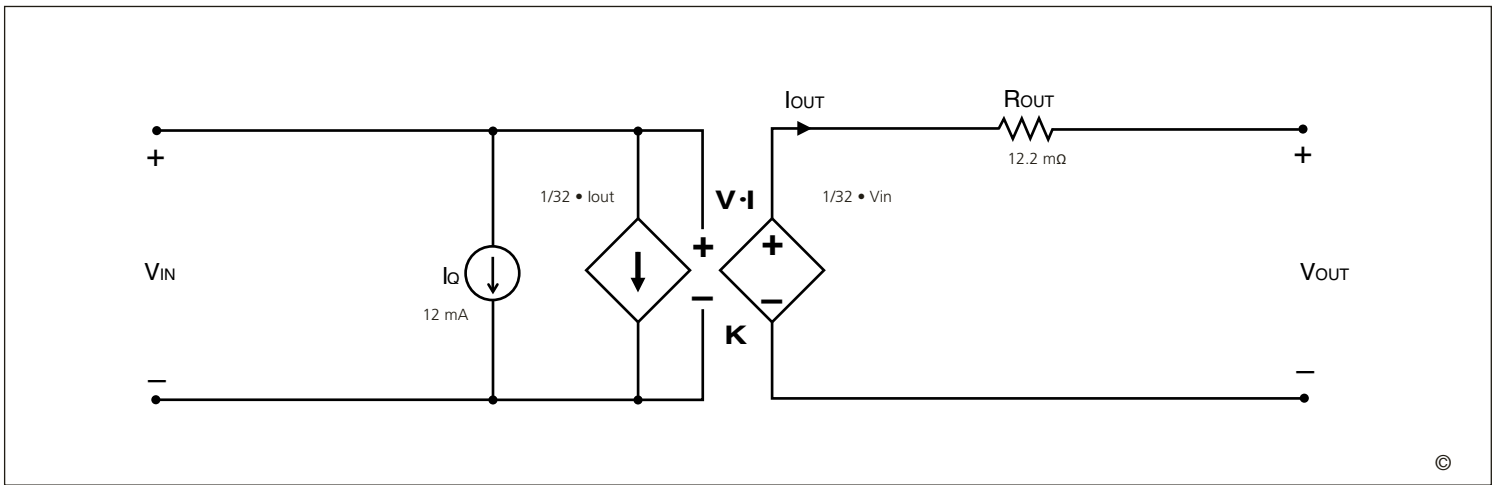 IOUT
ROUT
12.2 mΩ
+
+
1/32 • Iout
V•I
1/32 • Vin
+
+
VIN
IQ
VOUT
12 mA
–
–
K
–
–
©